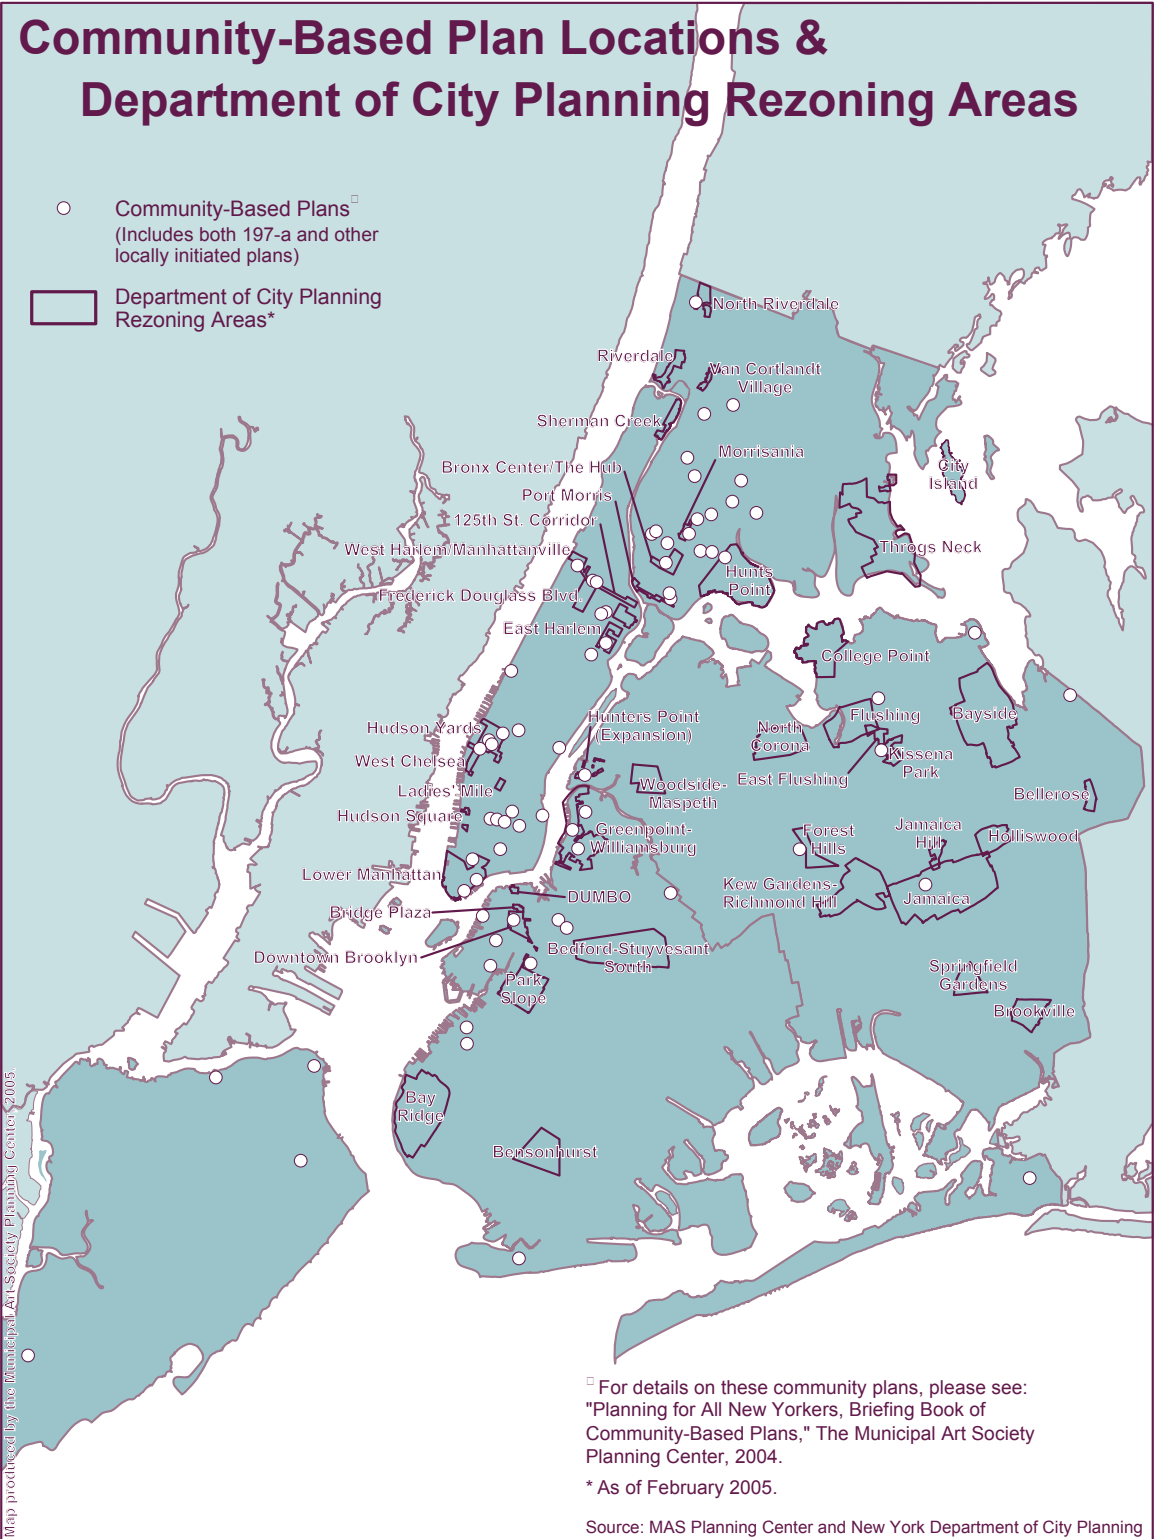 Community-Based Plan Locations &
Department of City Planning Rezoning Areas
Community-Based Plans
(Includes both 197-a and other
locally initiated plans)
Department of City Planning
Rezoning Areas*
North Riverdale
Riverdale
Van Cortlandt
Village
Sherman Creek
Morrisania
Bronx Center/The Hub
City
Island
Port Morris
125th St. Corridor
West Harlem/Manhattanville
Throgs Neck
Hunts
Point
Frederick Douglass Blvd.
East Harlem
College Point
Hudson Yards
Hunters Point
(Expansion)
North
Corona
Flushing
Bayside
West Chelsea
East Flushing
Kissena
Park
Ladies' Mile
Woodside-
Maspeth
Bellerose
Hudson Square
Greenpoint-
Williamsburg
Forest
Hills
Jamaica
Hill
Holliswood
Lower Manhattan
Kew Gardens-
Richmond Hill
Jamaica
DUMBO
Bridge Plaza
Downtown Brooklyn
Bedford-Stuyvesant
South
Park
Slope
Springfield
Gardens
Brookville
Bay
Ridge
Bensonhurst
Map produced by the Municipal Art Society Planning Center, 2005.
For details on these community plans, please see:
"Planning for All New Yorkers, Briefing Book of
Community-Based Plans," The Municipal Art Society
Planning Center, 2004.
* As of February 2005.
Source: MAS Planning Center and New York Department of City Planning